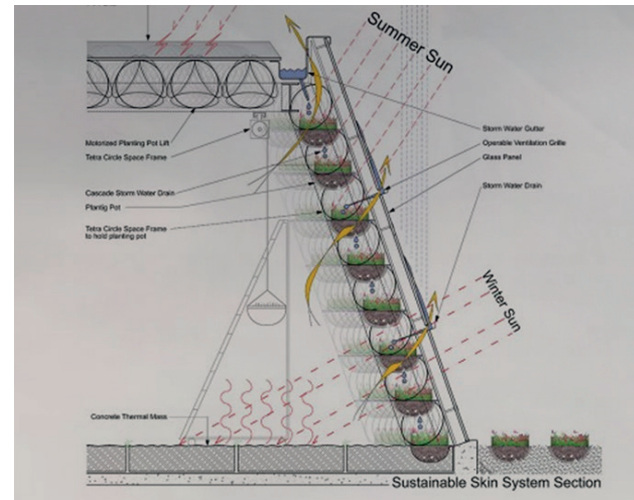 Summer Sun
Storm Water Gutter
Operable Ventilation Grille
Glass Panel
Storm Water Drain
Motorized Planting Pot Lift
Tetra Circle Space Frame
Cascade Storm Water Drain
Plantig Pot
Tetra Circle Space Frame
to hold planting pot
Winter Sun
Concrete Thermal Mass
Sustainable Skin System Section